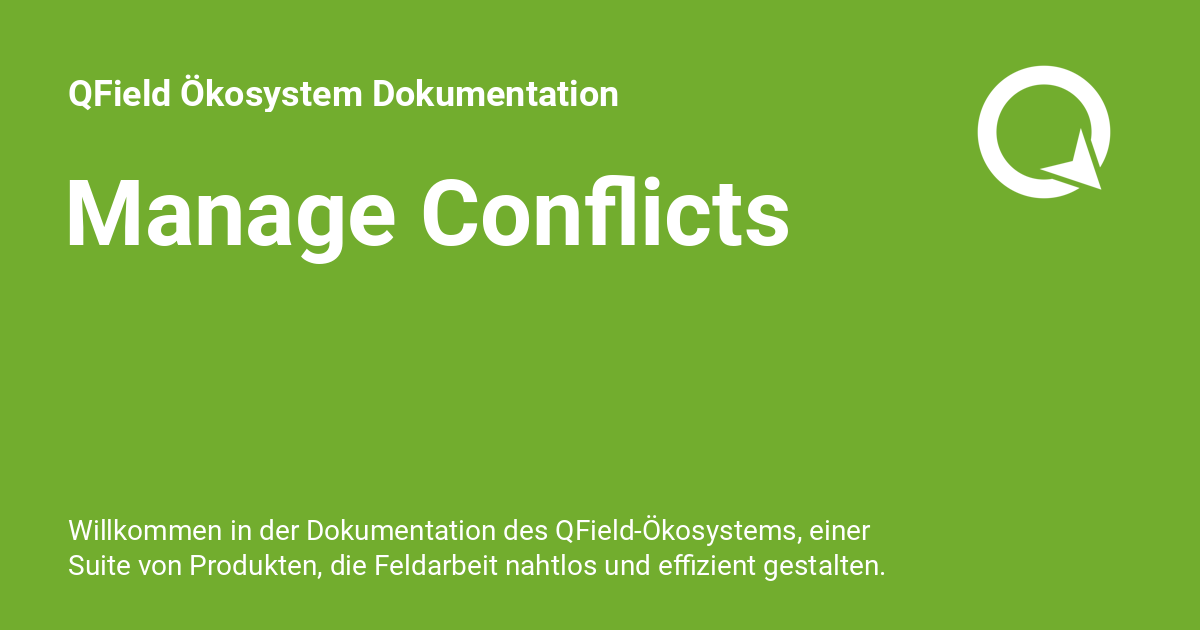 QField Ökosystem Dokumentation
Manage Conflicts
Willkommen in der Dokumentation des QField-Ökosystems, einer
Suite von Produkten, die Feldarbeit nahtlos und effizient gestalten.